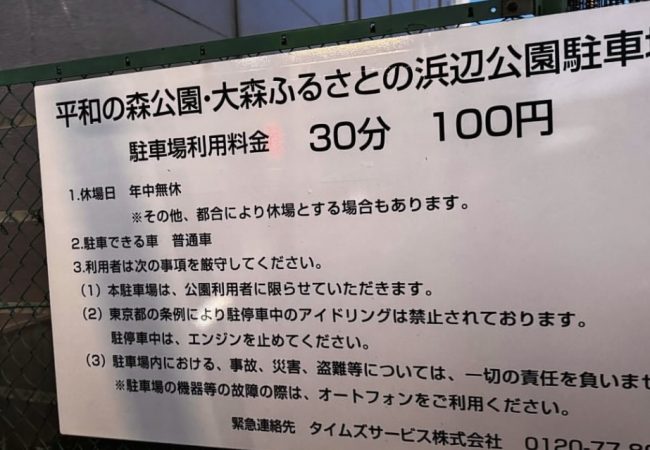 平和の森公園・大森ふるさとの浜辺公園駐車場
駐車場利用料金 30分 100円
1.休場日 年中無休
※その他、都合により休場とする場合もあります。
2.駐車できる車 普通車
3.利用者は次の事項を厳守してください。
(1) 本駐車場は、公園利用者に限らせていただきます。
(2) 東京都の条例により駐停車中のアイドリングは禁止されております。
駐停車中は、エンジンを止めてください。
(3) 駐車場内における、事故、災害、盗難等については、一切の責任を負いませ
※駐車場の機器等の故障の際は、オートフォンをご利用ください。
緊急連絡先 タイムズサービス株式会社 0120-77-8